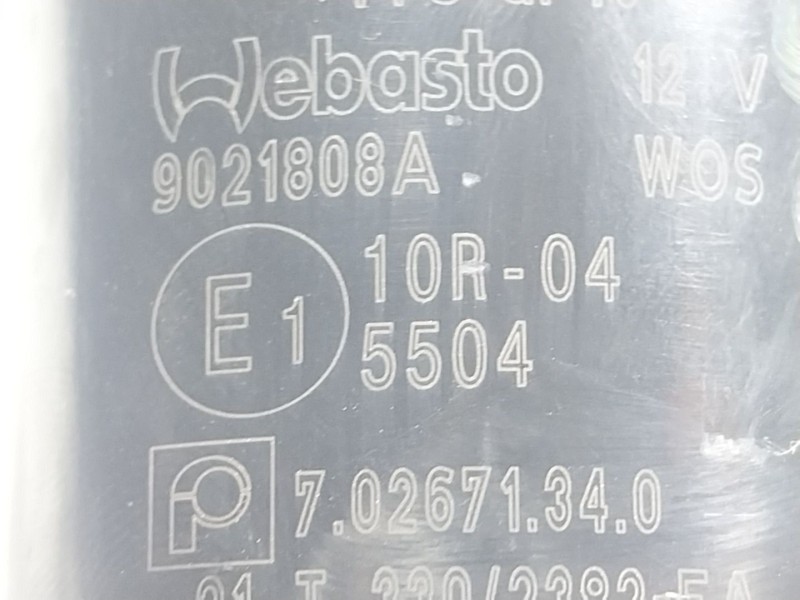 Webasto 12 V
9021808A WOS
E1 10R-04
5504
P 7.02671.34.0